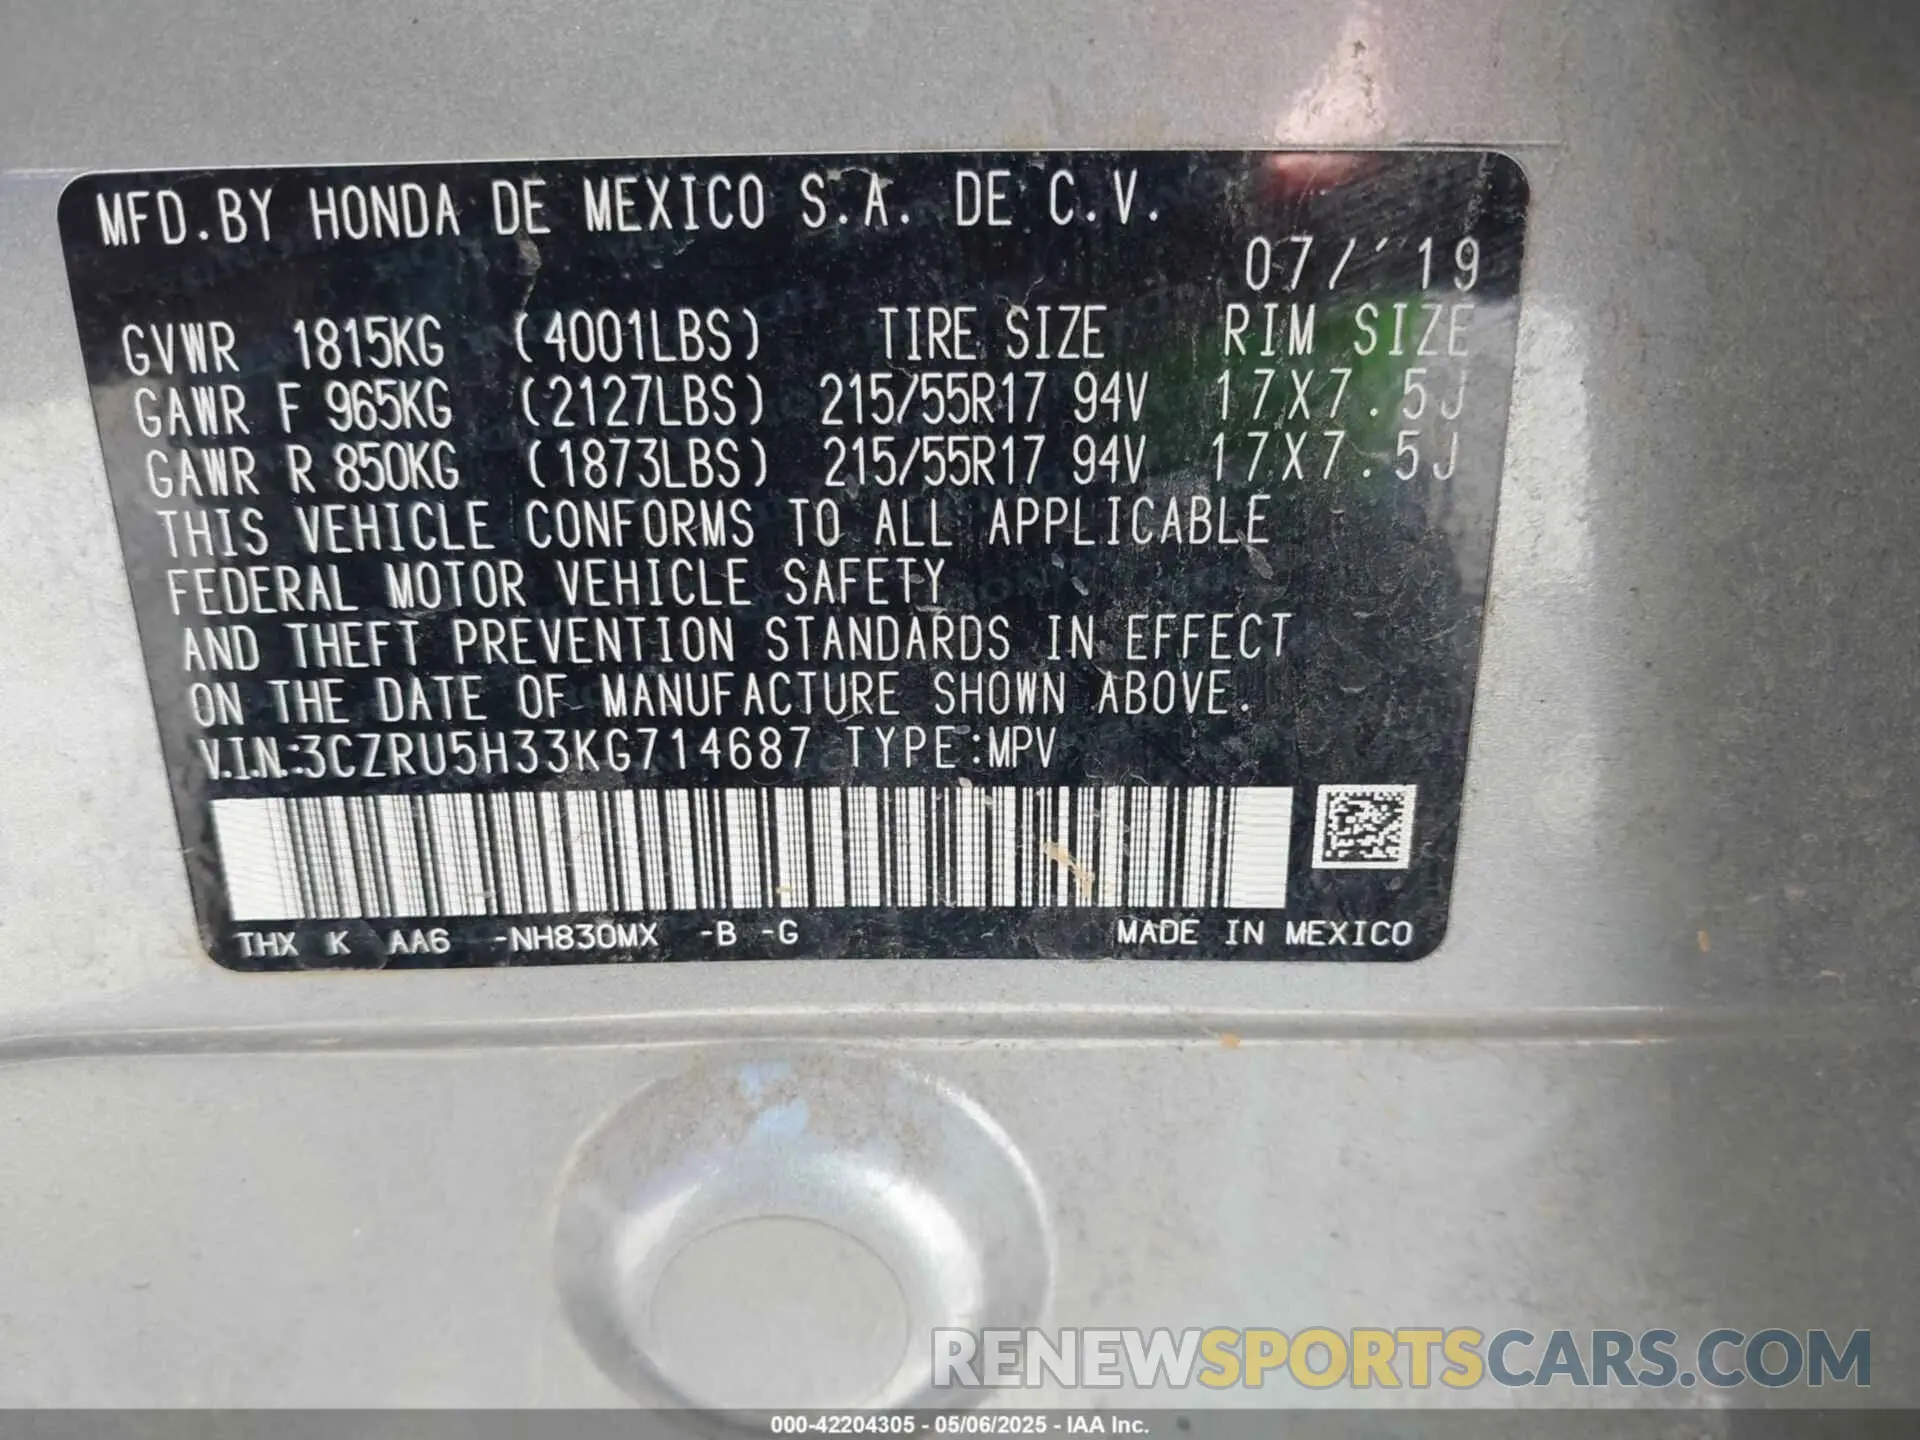 MFD.BY HONDA DE MEXICO S.A. DE C.V.
07/'19
GVWR 1815KG (4001LBS) TIRE SIZE RIM SIZE
GAWR F 965KG (2127LBS) 215/55R17 94V 17X7.5J
GAWR R 850KG (1873LBS) 215/55R17 94V 17X7.5J
THIS VEHICLE CONFORMS TO ALL APPLICABLE
FEDERAL MOTOR VEHICLE SAFETY
AND THEFT PREVENTION STANDARDS IN EFFECT
ON THE DATE OF MANUFACTURE SHOWN ABOVE.
V.I.N.:3CZRU5H33KG714687 TYPE:MPV
THX K AA6 -NH830MX -B -G MADE IN MEXICO
RENEWSPORTSCARS.COM
000-42204305 - 05/06/2025 - IAA Inc.